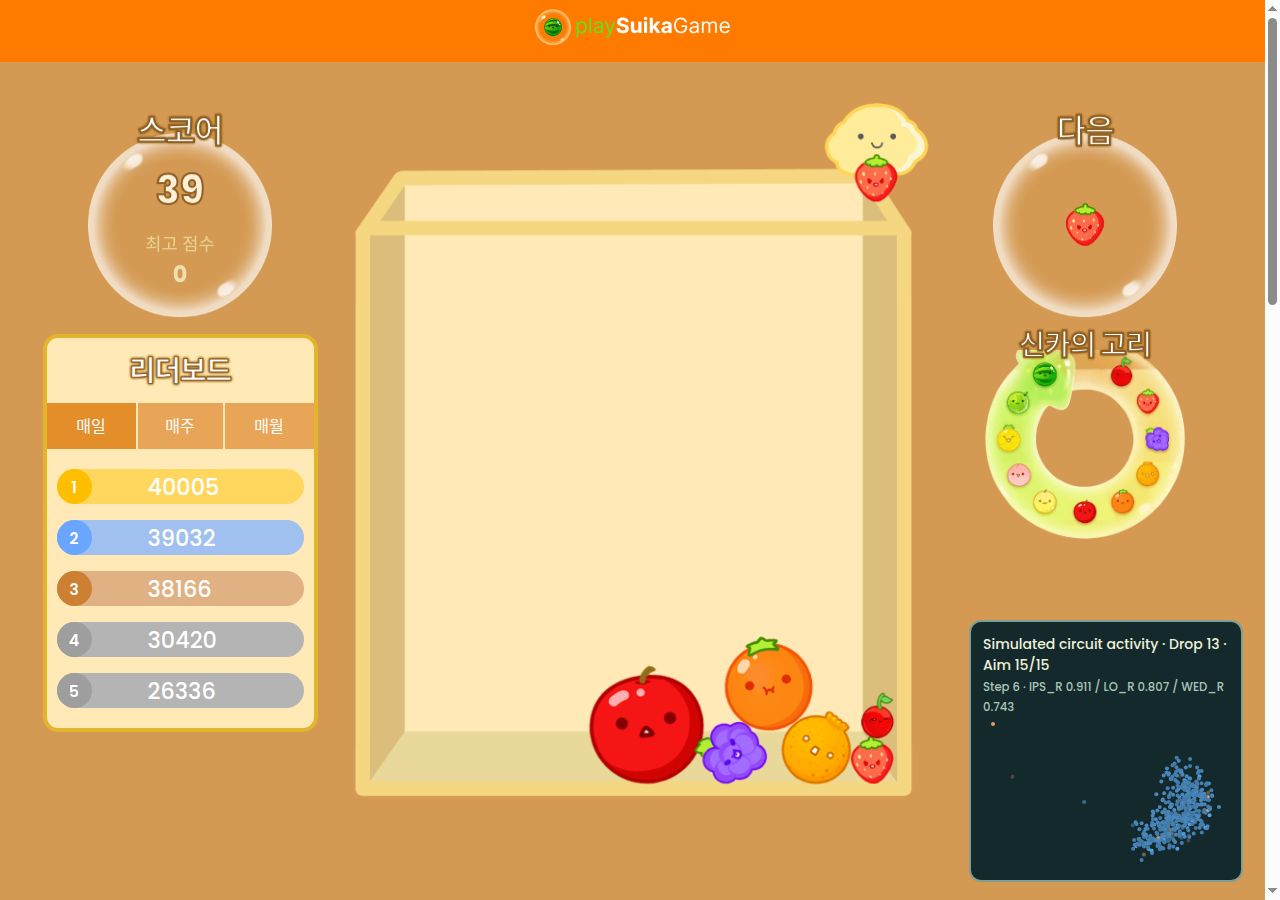 playSuikaGame
스코어
39
최고 점수
0
리더보드
매일 매주 매월
1 40005
2 39032
3 38166
4 30420
5 26336
다음
신카의 고리
Simulated circuit activity · Drop 13 ·
Aim 15/15
Step 6 · IPS_R 0.911 / LO_R 0.807 / WED_R
0.743